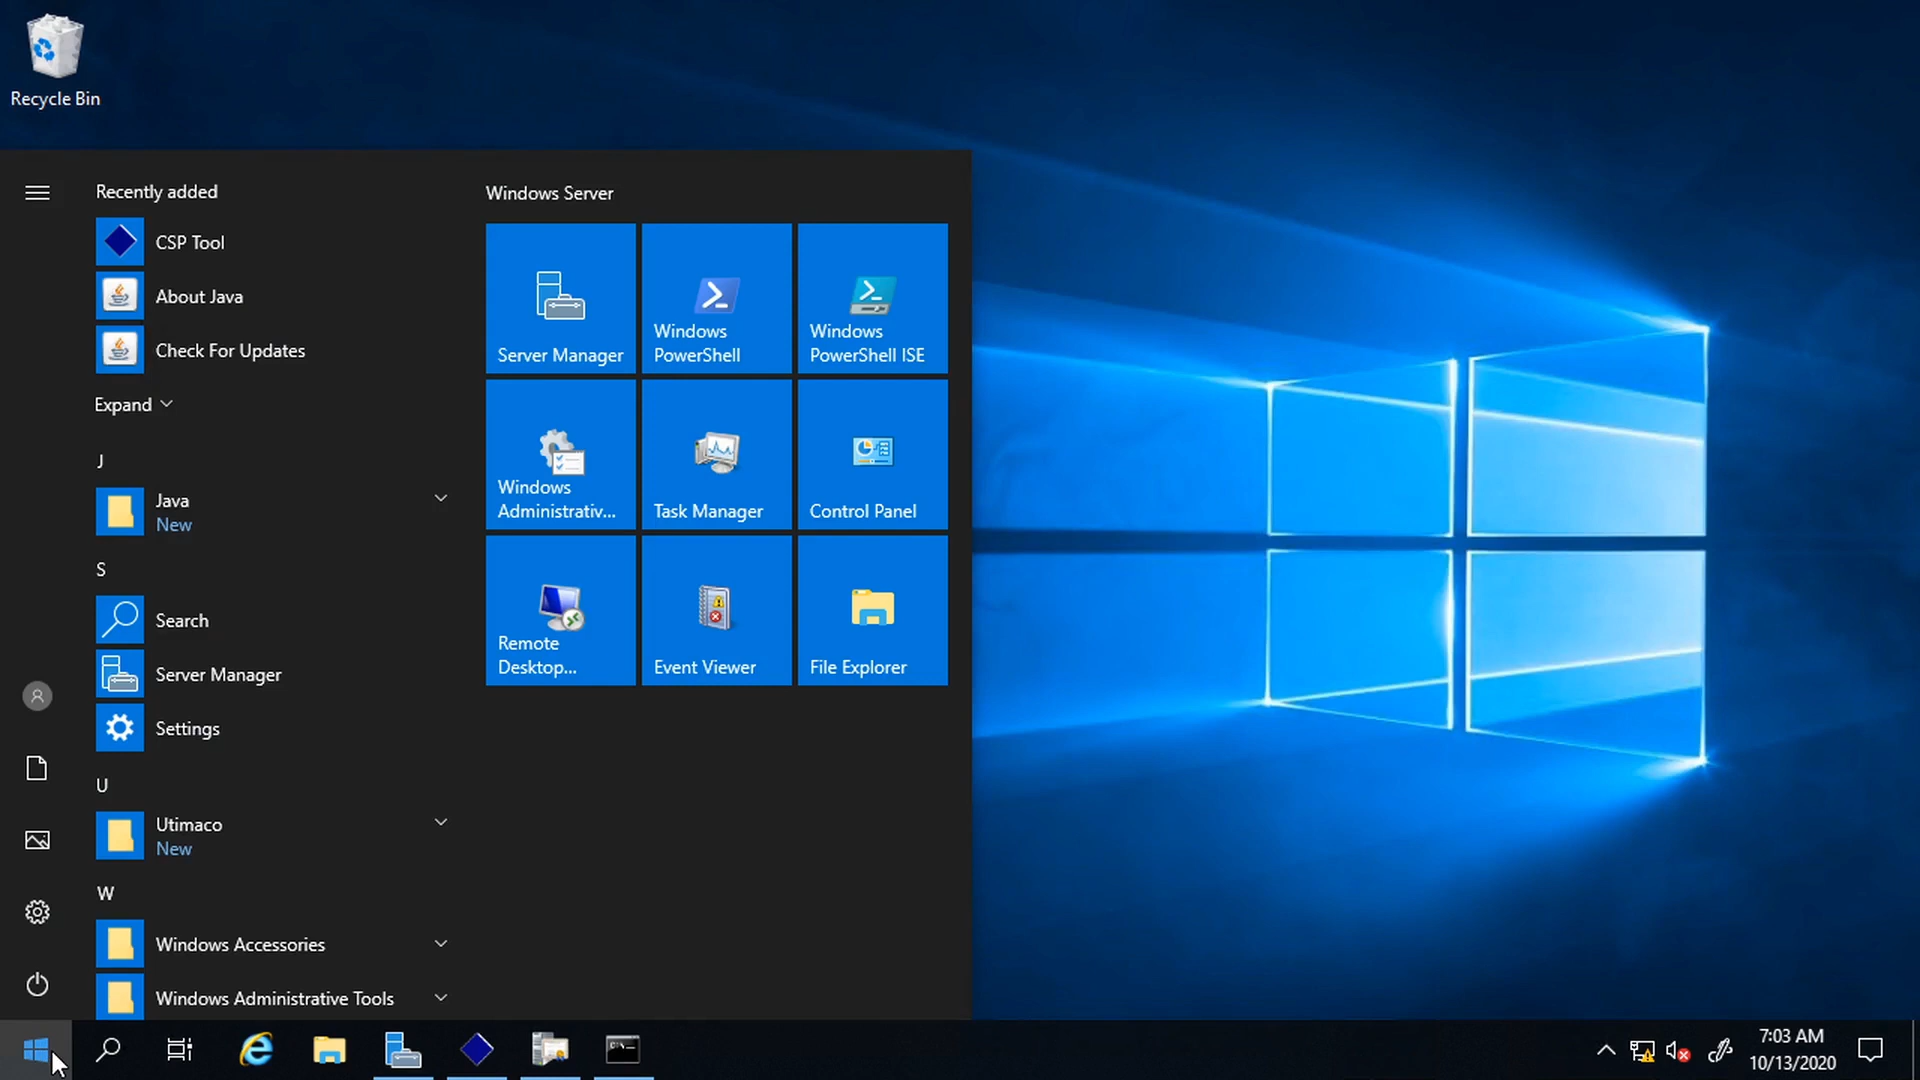 Recycle Bin
Recently added
CSP Tool
About Java
Check For Updates
Expand
J
Java
New
S
Search
Server Manager
Settings
U
Utimaco
New
W
Windows Accessories
Windows Administrative Tools
Windows Server
Server Manager
Windows
PowerShell
Windows
PowerShell ISE
Windows
Administrativ...
Task Manager
Control Panel
Remote
Desktop...
Event Viewer
File Explorer
7:03 AM
10/13/2020